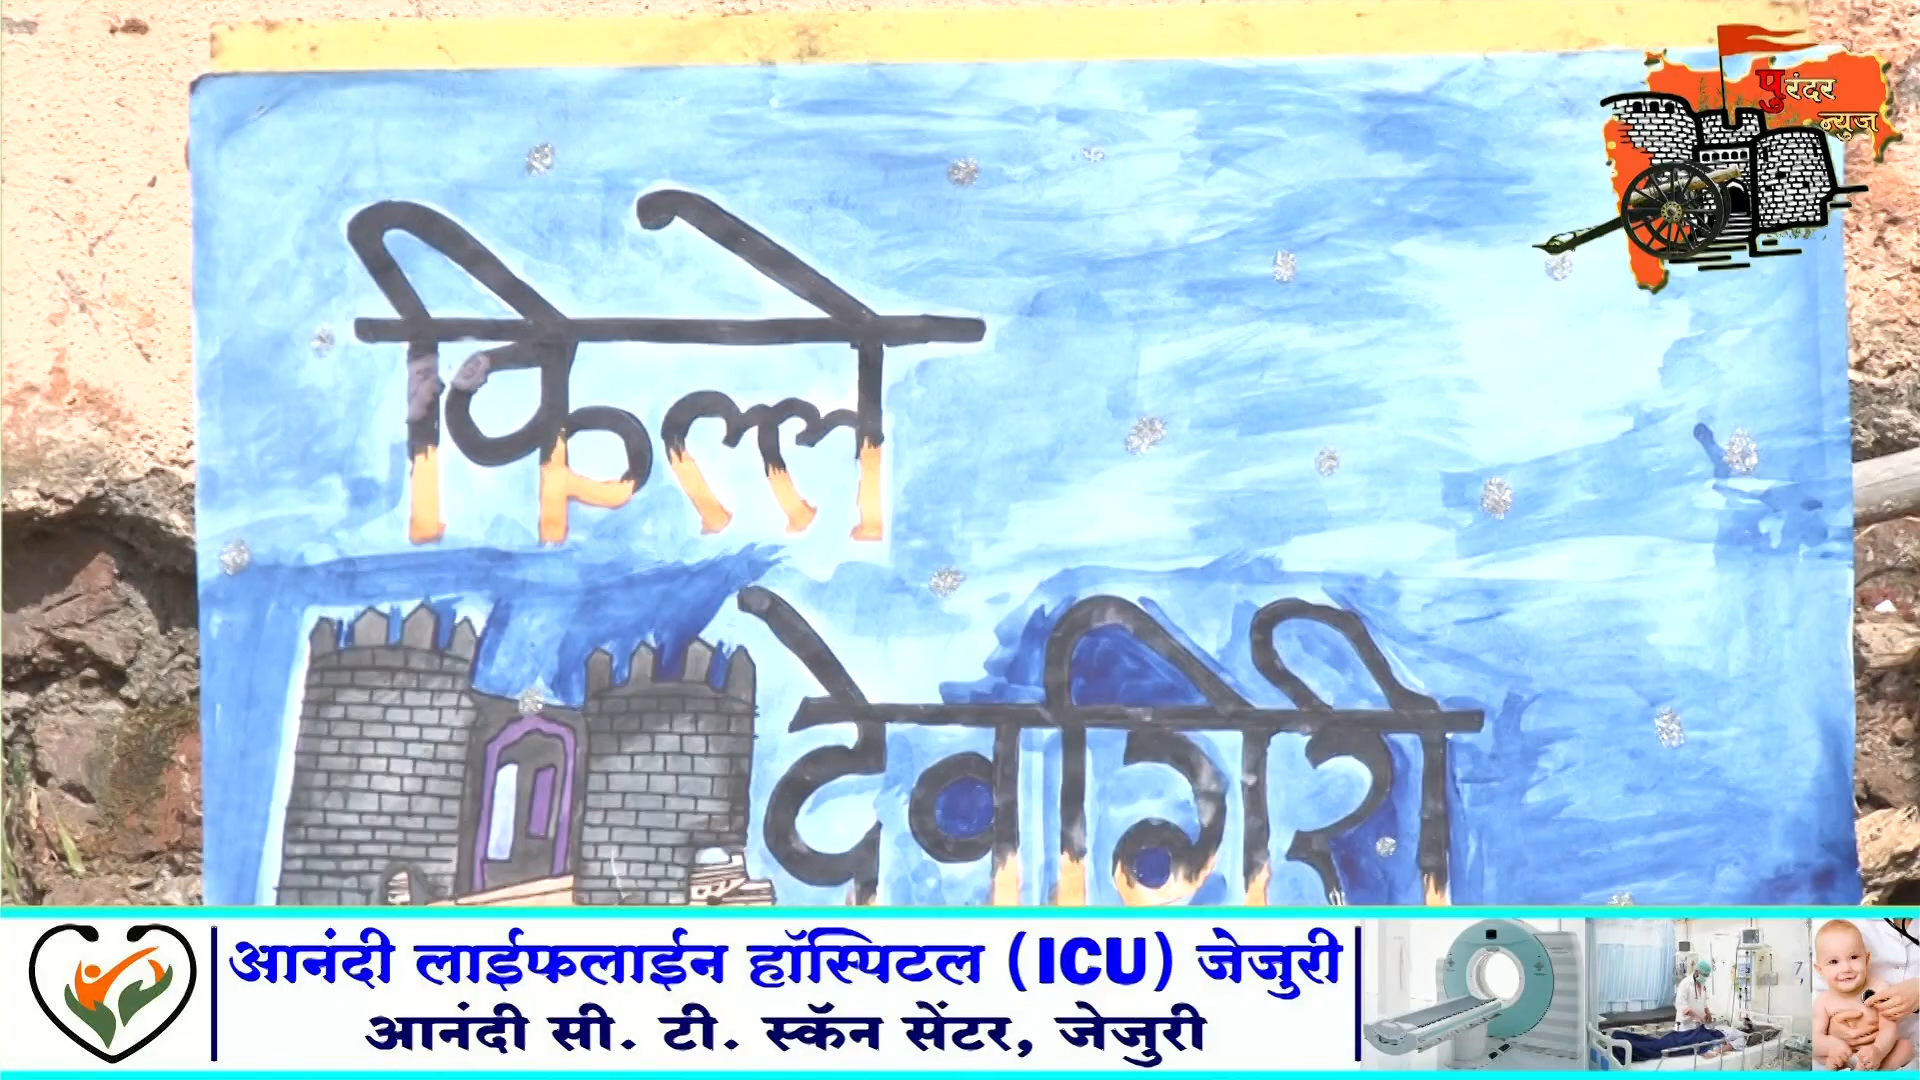 पुरंदर
न्युज
किल्ले
देवगिरी
आनंदी लाईफलाईन हॉस्पिटल (ICU) जेजुरी
आनंदी सी. टी. स्कॅन सेंटर, जेजुरी